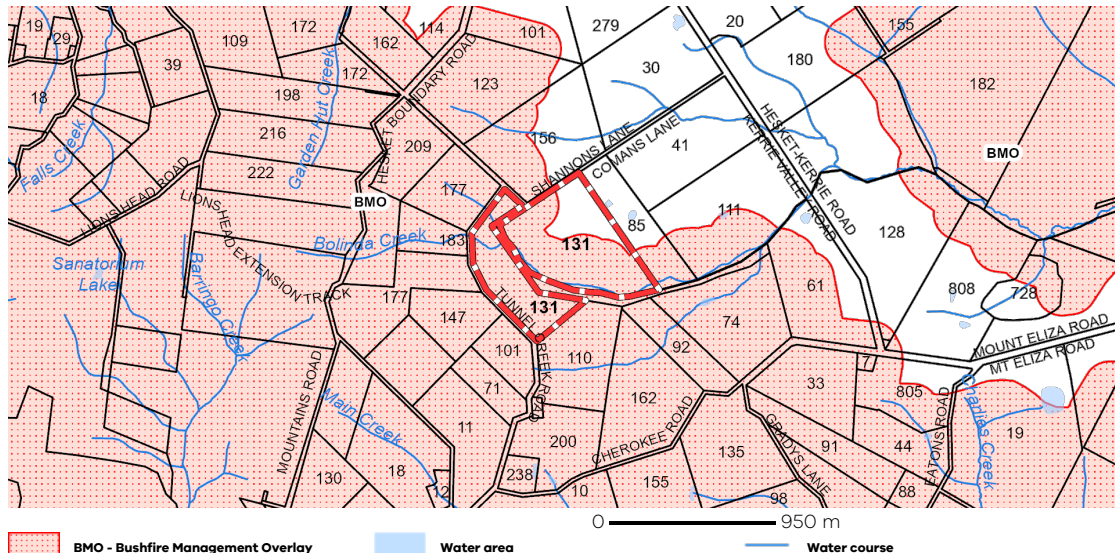 19
29
39
109
172
162
114
101
279
20
155
180
30
182
18
172
123
198
Garden Hut Creek
HESKET BOUNDARY ROAD
156
SHANNONS LANE
COMANS LANE
41
HESKET-KERRIE ROAD
KERRIE VALLEY ROAD
BMO
216
209
Falls Creek
222
177
LIONS HEAD ROAD
LIONSHEAD EXTENSION TRACK
BMO
111
85
128
Bolinda Creek
183
131
Sanatorium
Lake
Barringo Creek
177
131
TUNNEL CREEK ROAD
61
808
728
147
74
MOUNT ELIZA ROAD
MT ELIZA ROAD
101
110
92
7
71
33
805
Charlies Creek
MOUNTAINS ROAD
Main Creek
11
162
CHEROKEE ROAD
GRADYS LANE
EATONS ROAD
19
200
91
44
135
130
18
238
12
10
155
98
88
0
950 m
BMO - Bushfire Management Overlay
Water area
Water course